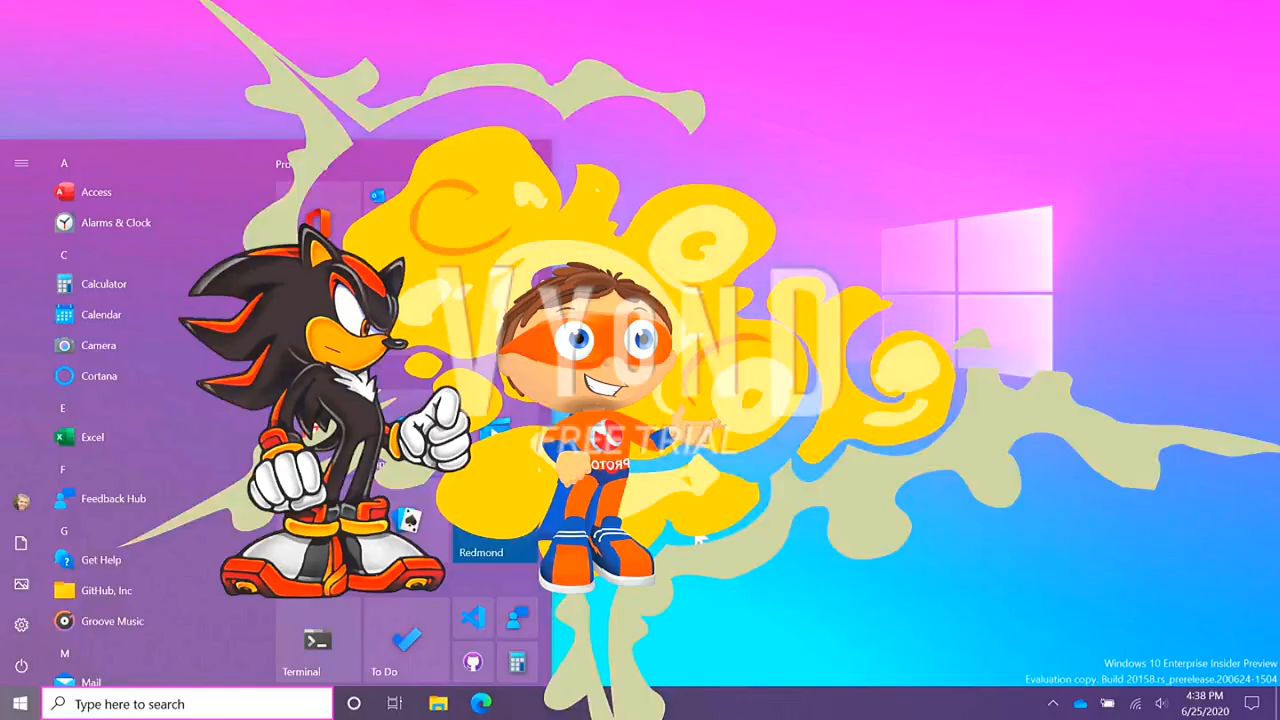 A
Access
Alarms & Clock
C
Calculator
Calendar
Camera
Cortana
E
Excel
F
Feedback Hub
G
Get Help
GitHub, Inc
Groove Music
M
Mail
VYOND
FREE TRIAL
PROTO
Redmond
Terminal
To Do
Windows 10 Enterprise Insider Preview
Evaluation copy. Build 20158.rs_prerelease.200624-1504
Type here to search
4:38 PM
6/25/2020